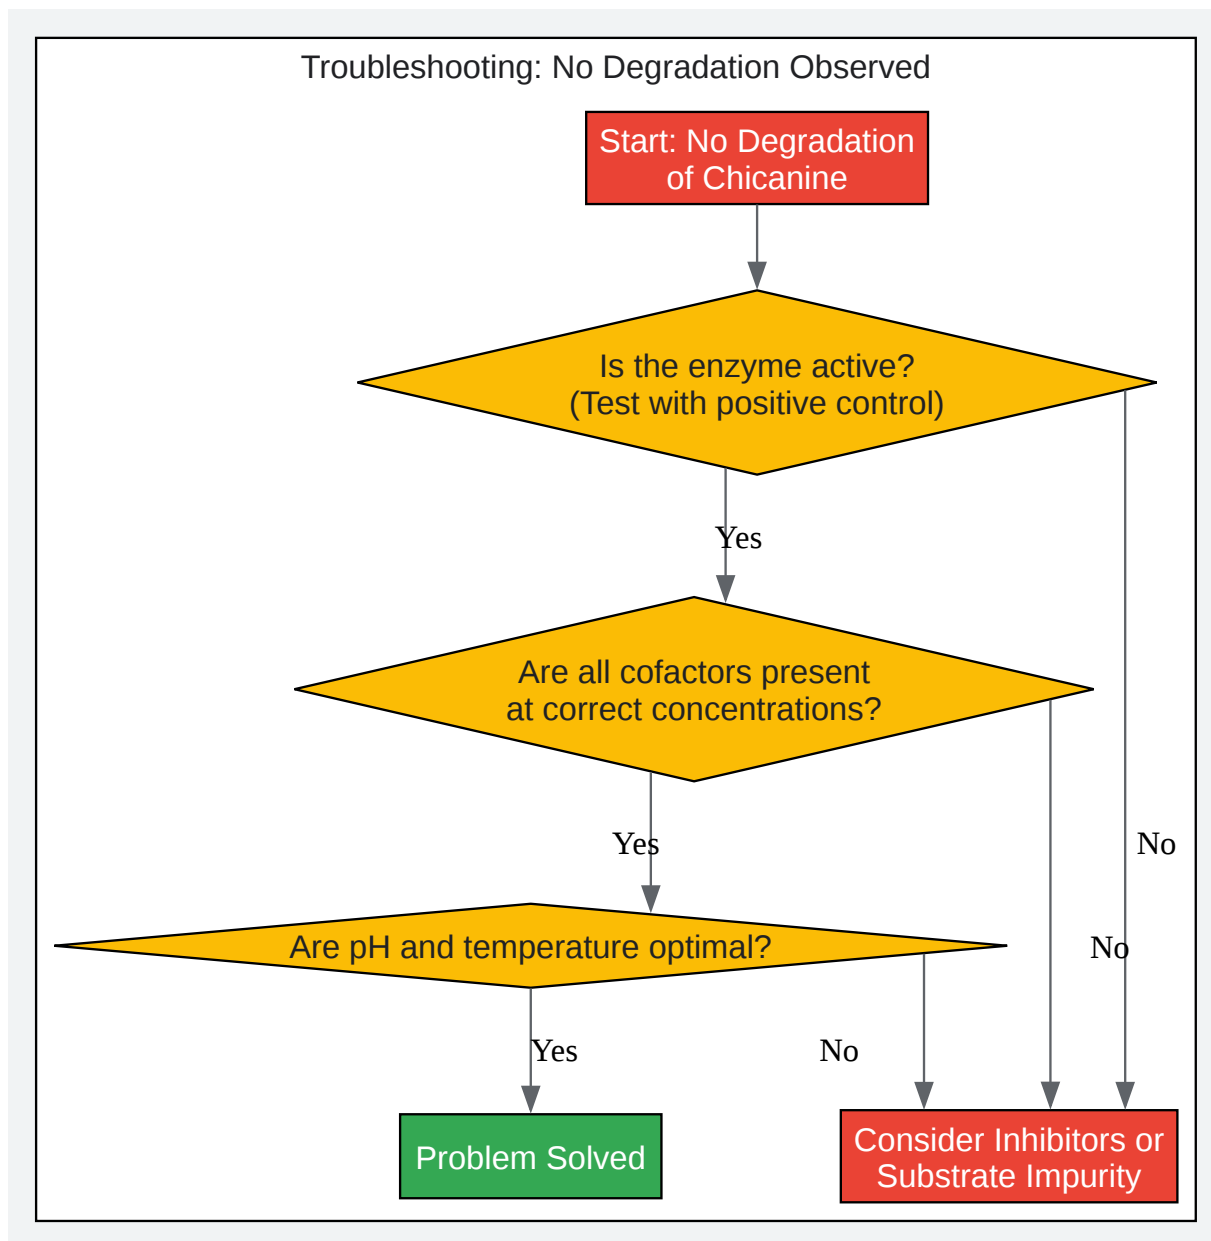 Troubleshooting: No Degradation Observed
Start: No Degradation
of Chicanine
Is the enzyme active?
(Test with positive control)
Yes
Are all cofactors present
at correct concentrations?
Yes
No
No
Are pH and temperature optimal?
Yes
No
Problem Solved
Consider Inhibitors or
Substrate Impurity